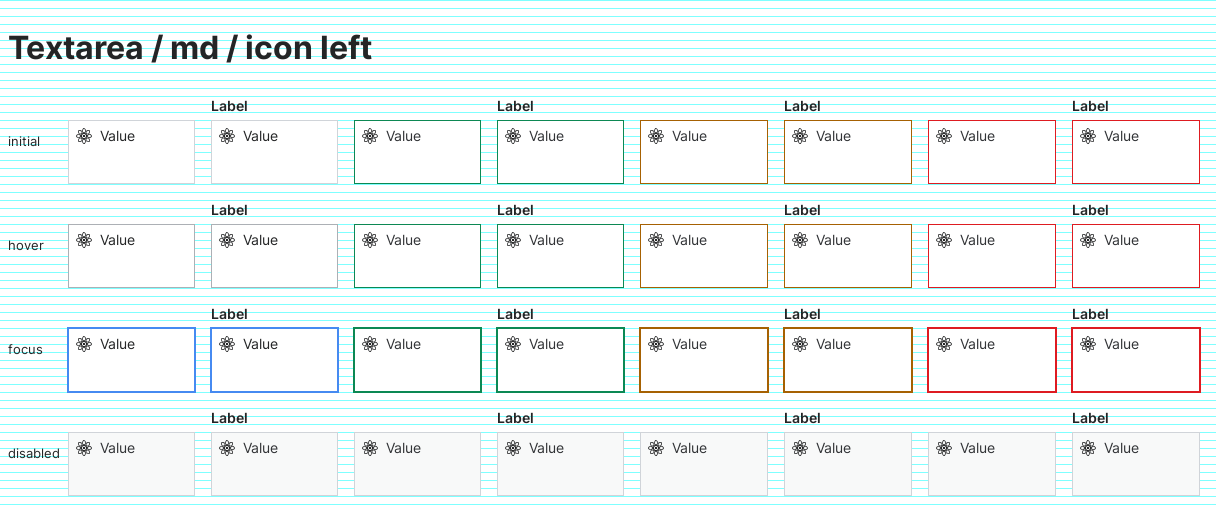 Textarea / md / icon left
Label Label Label Label
initial Value Value Value Value Value Value Value Value
Label Label Label Label
hover Value Value Value Value Value Value Value Value
Label Label Label Label
focus Value Value Value Value Value Value Value Value
Label Label Label Label
disabled Value Value Value Value Value Value Value Value